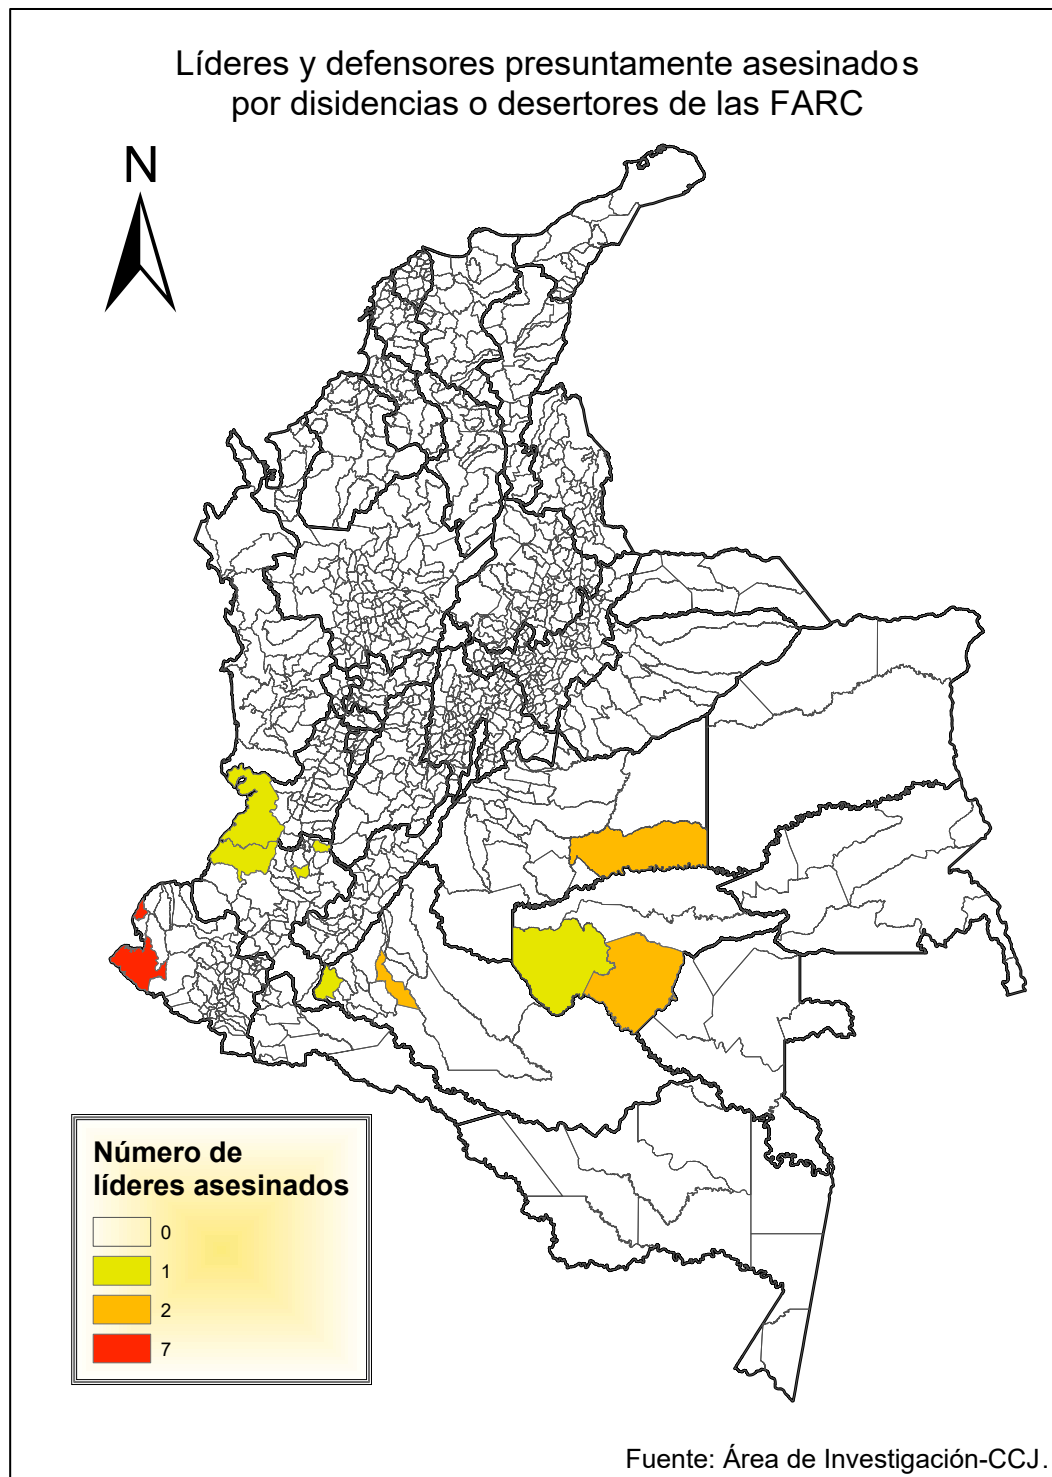 Líderes y defensores presuntamente asesinados
por disidencias o desertores de las FARC
N
Número de
líderes asesinados
0
1
2
7
Fuente: Área de Investigación-CCJ.